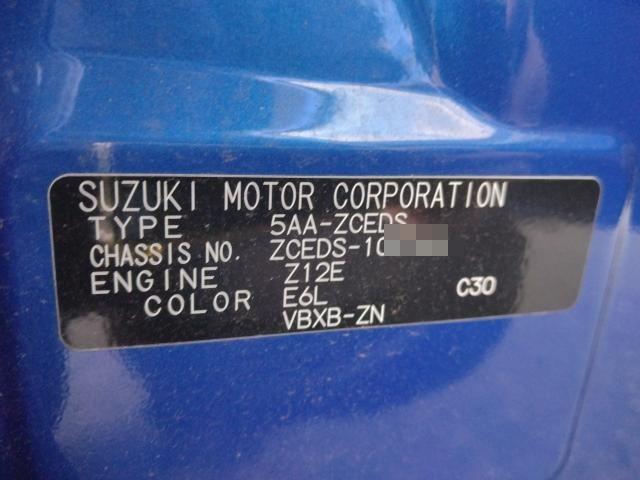 SUZUKI MOTOR CORPORATION
TYPE 5AA-ZCEDS
CHASSIS NO. ZCEDS-10
ENGINE Z12E
COLOR E6L C30
VBXB-ZN